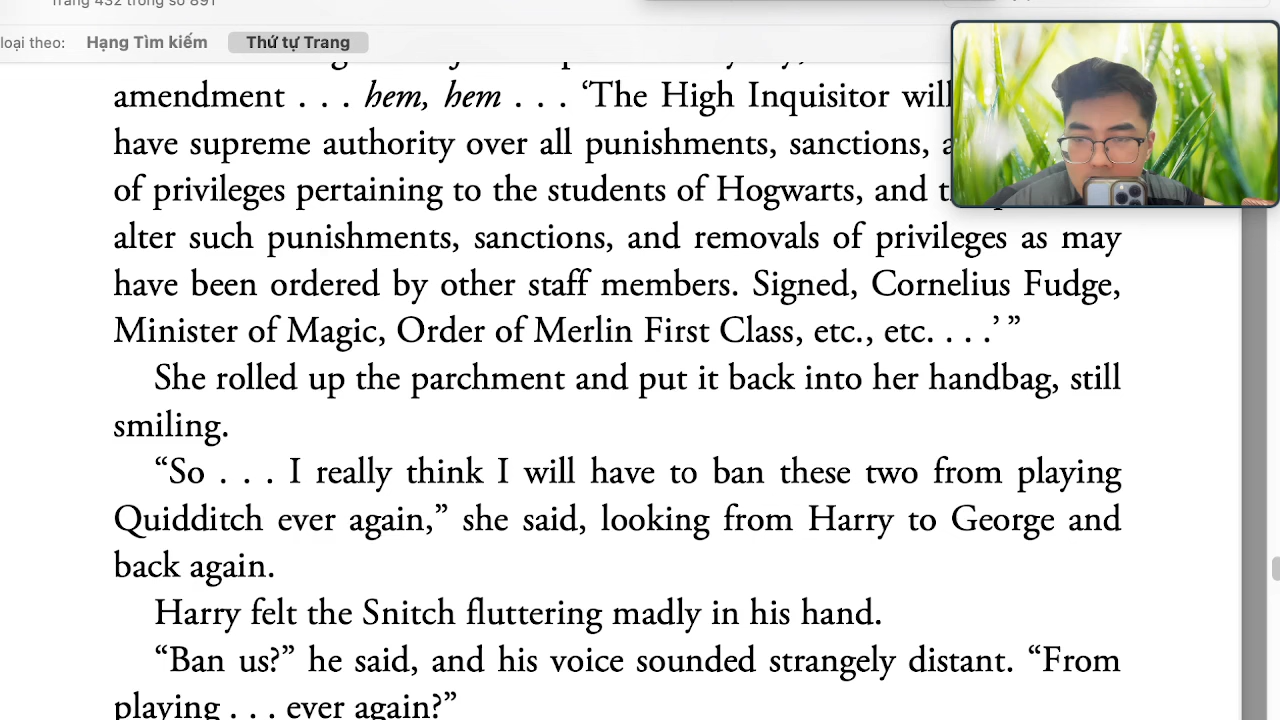 Trang 432 trong số 891
loại theo: Hạng Tìm kiếm Thứ tự Trang
amendment . . . hem, hem . . . ‘The High Inquisitor will
have supreme authority over all punishments, sanctions,
of privileges pertaining to the students of Hogwarts, and
alter such punishments, sanctions, and removals of privileges as may
have been ordered by other staff members. Signed, Cornelius Fudge,
Minister of Magic, Order of Merlin First Class, etc., etc. . . .’ ”
She rolled up the parchment and put it back into her handbag, still
smiling.
“So . . . I really think I will have to ban these two from playing
Quidditch ever again,” she said, looking from Harry to George and
back again.
Harry felt the Snitch fluttering madly in his hand.
“Ban us?” he said, and his voice sounded strangely distant. “From
playing . . . ever again?”